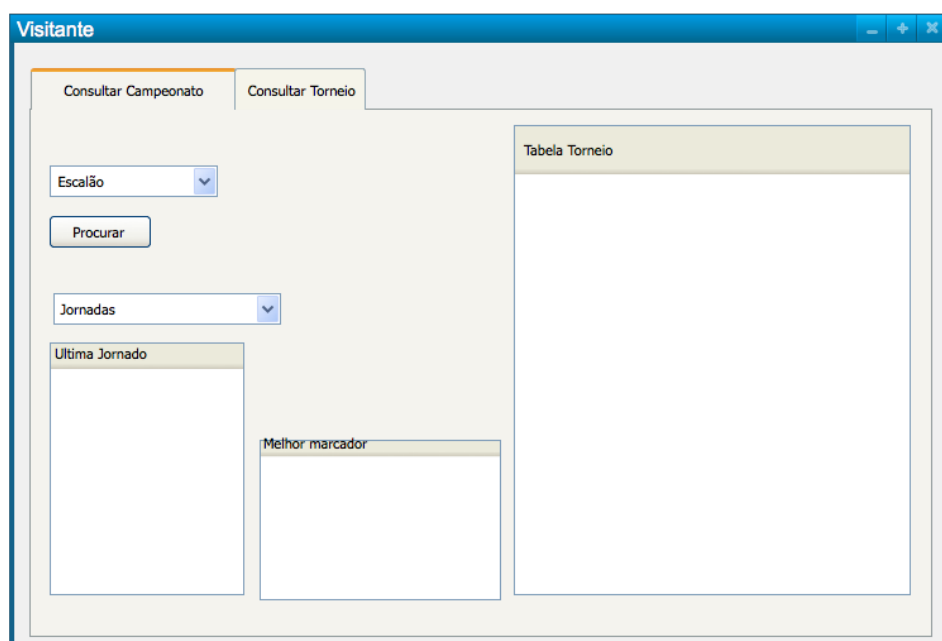 Visitante
Consultar Campeonato
Consultar Torneio
Tabela Torneio
Escalão
Procurar
Jornadas
Ultima Jornado
Melhor marcador